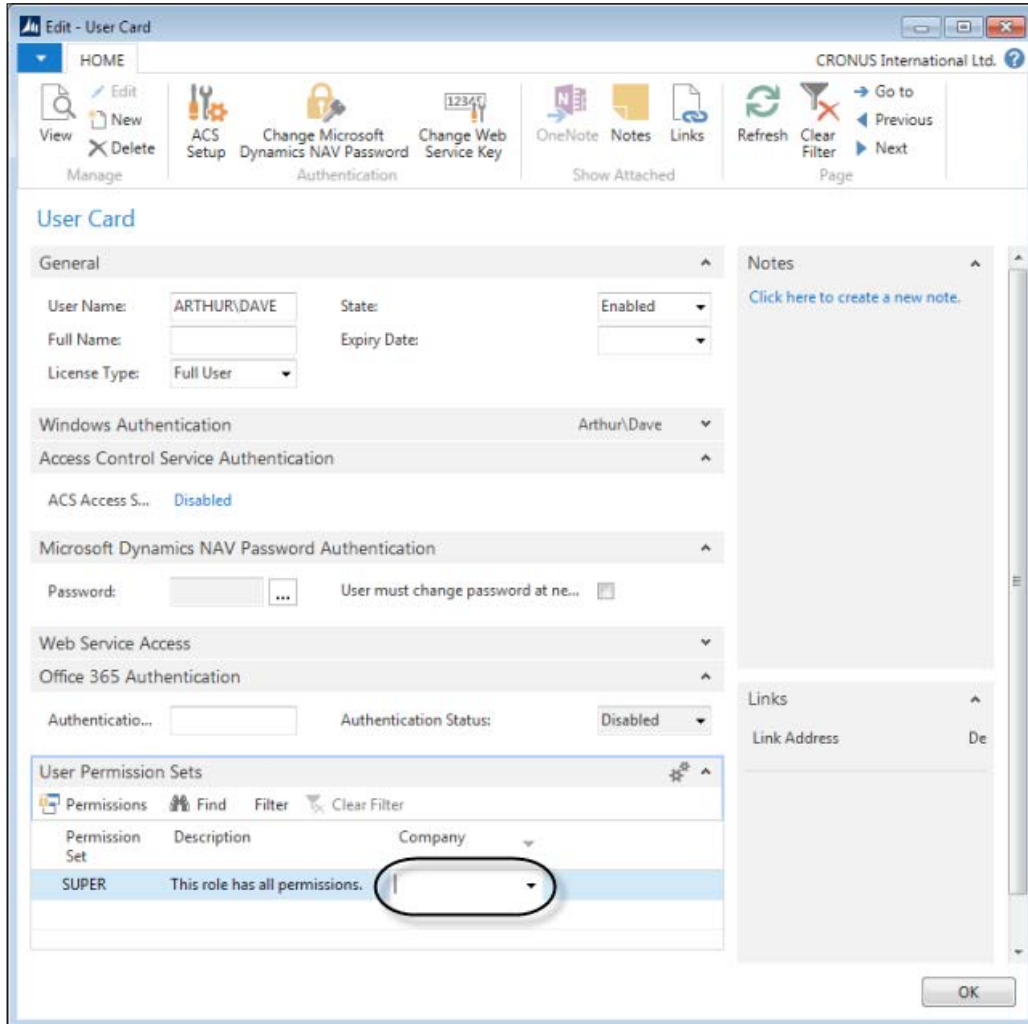 Edit - User Card
HOME
CRONUS International Ltd.
View
Edit
New
Delete
Manage
ACS Setup
Change Microsoft Dynamics NAV Password
12345
Change Web Service Key
Authentication
OneNote
Notes
Links
Show Attached
Refresh
Clear Filter
Go to
Previous
Next
Page
User Card
General
User Name: ARTHUR\DAVE State: Enabled
Full Name: Expiry Date:
License Type: Full User
Windows Authentication Arthur\Dave
Access Control Service Authentication
ACS Access S... Disabled
Microsoft Dynamics NAV Password Authentication
Password: ... User must change password at ne...
Web Service Access
Office 365 Authentication
Authenticatio... Authentication Status: Disabled
User Permission Sets
Permissions Find Filter Clear Filter
Permission Set Description Company
SUPER This role has all permissions.
Notes
Click here to create a new note.
Links
Link Address De
OK